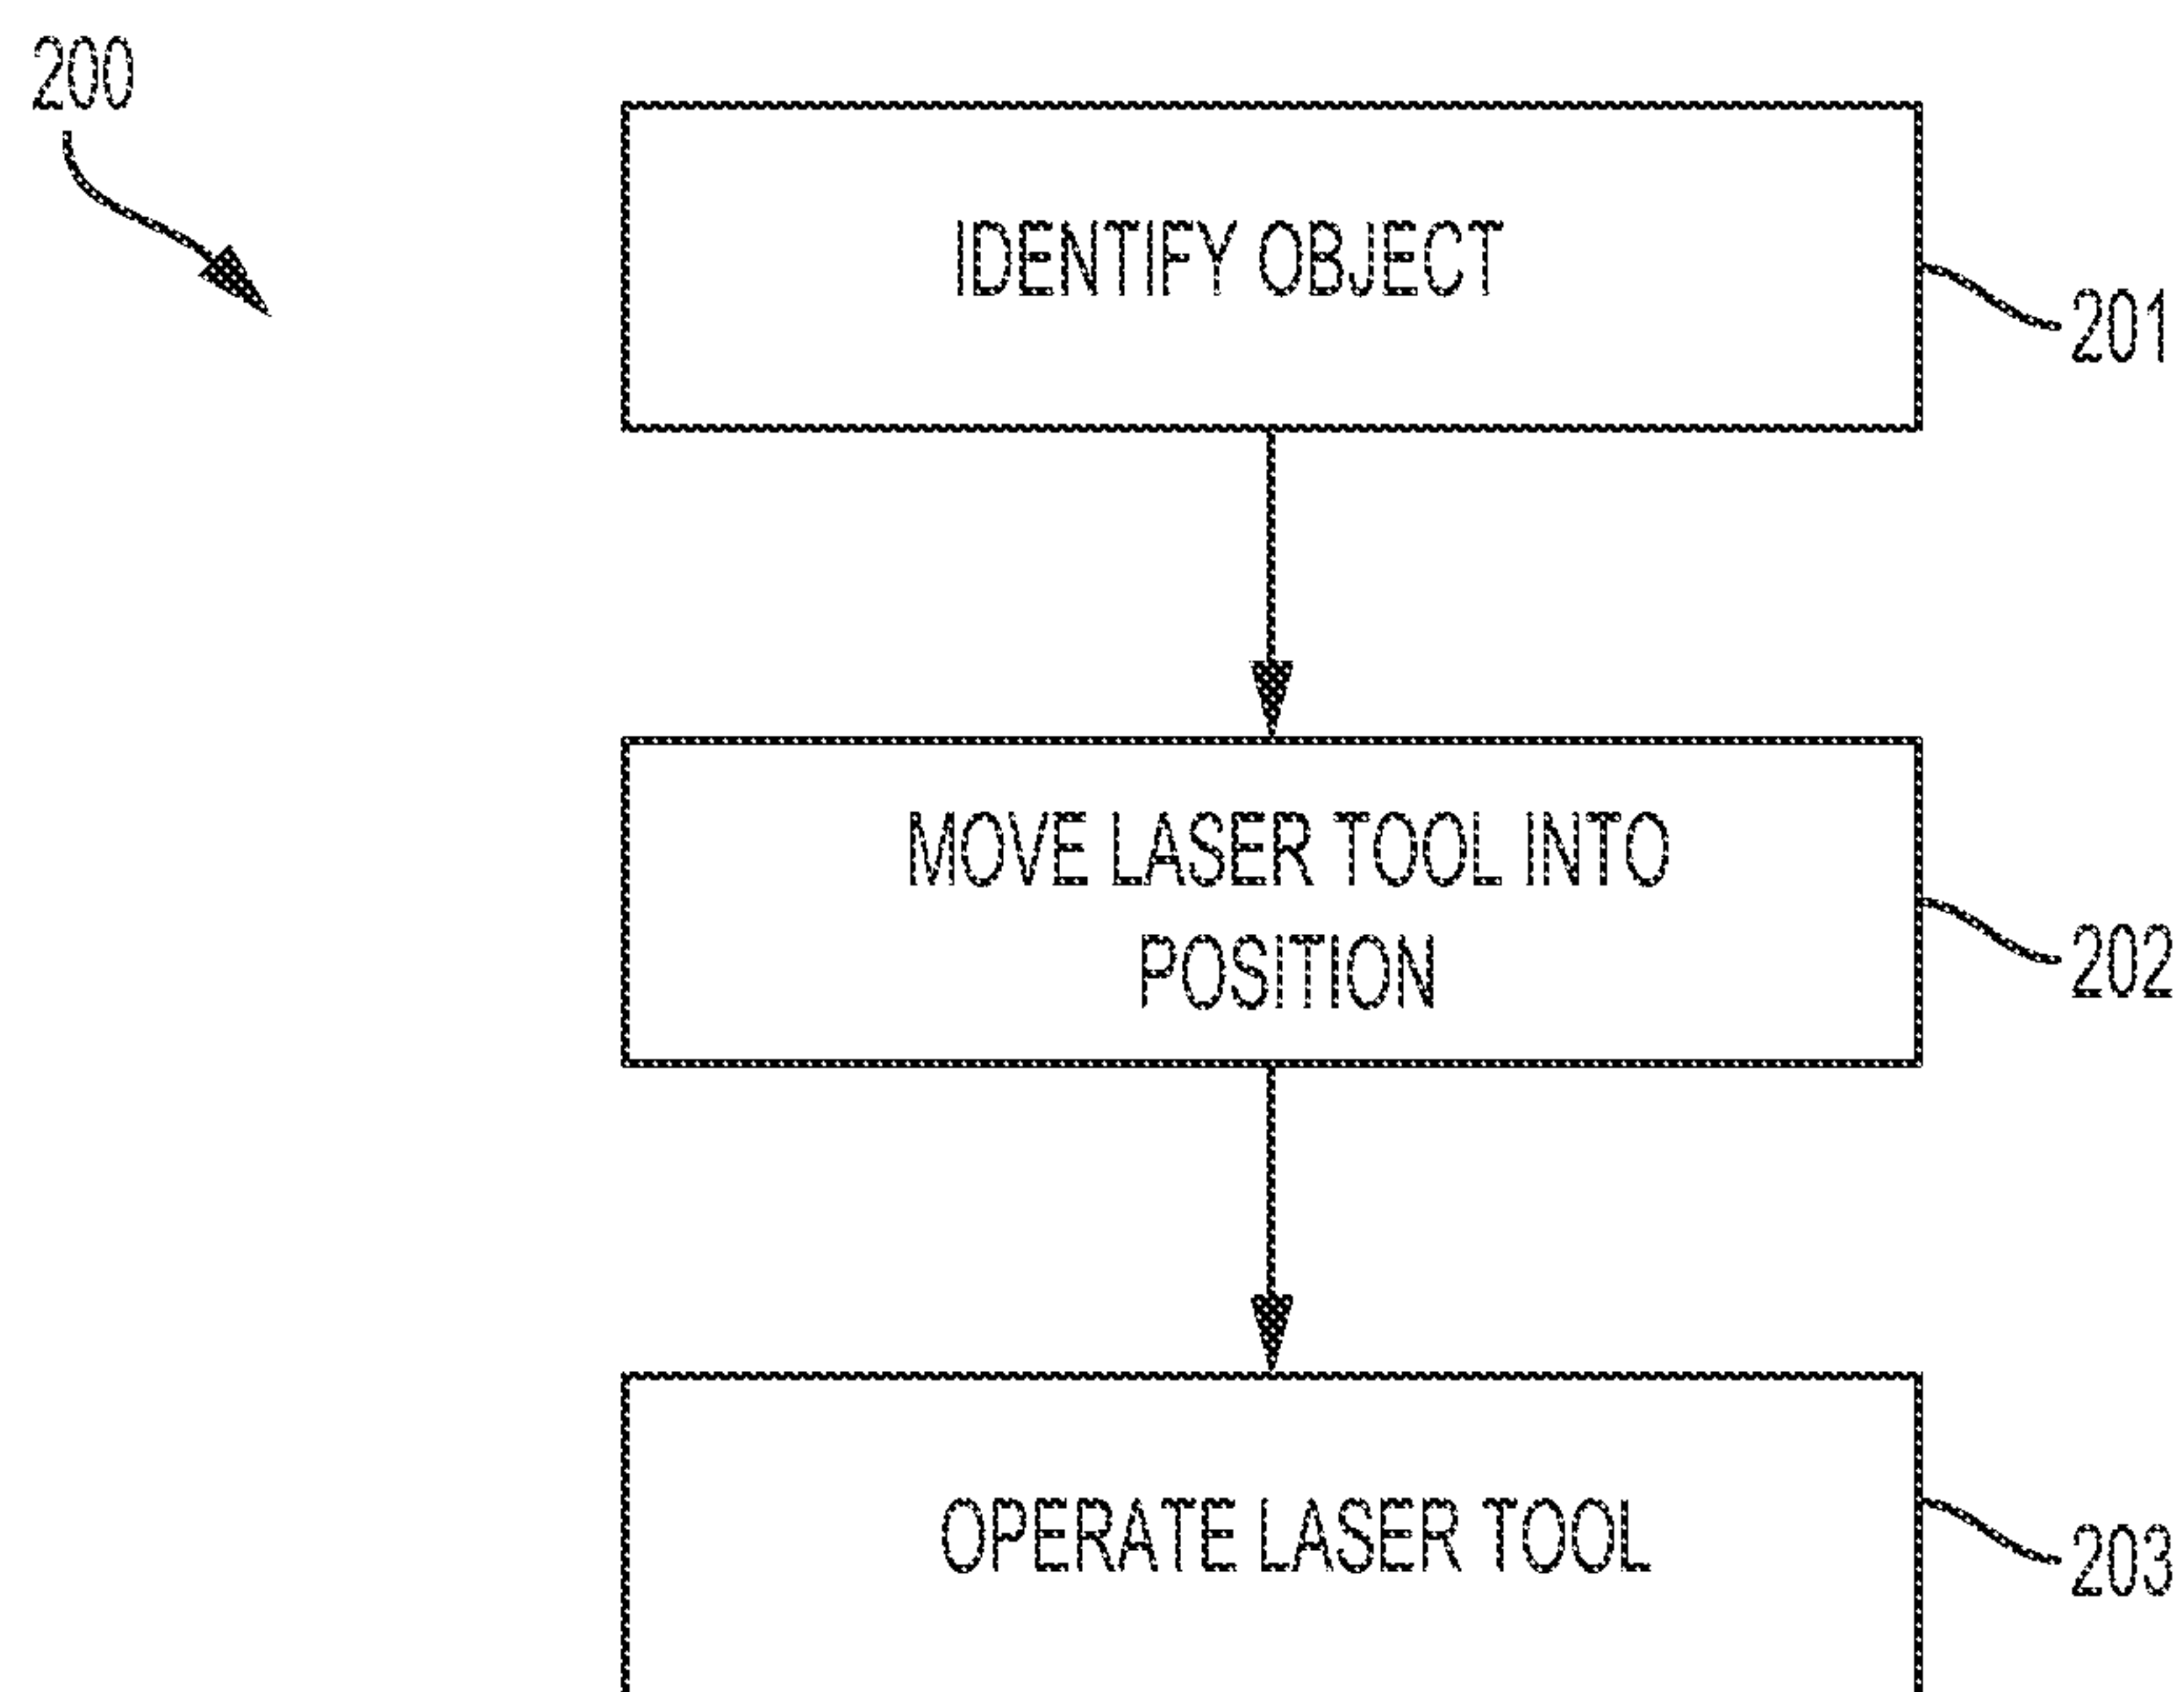 200
IDENTIFY OBJECT
201
MOVE LASER TOOL INTO
POSITION
202
OPERATE LASER TOOL
203